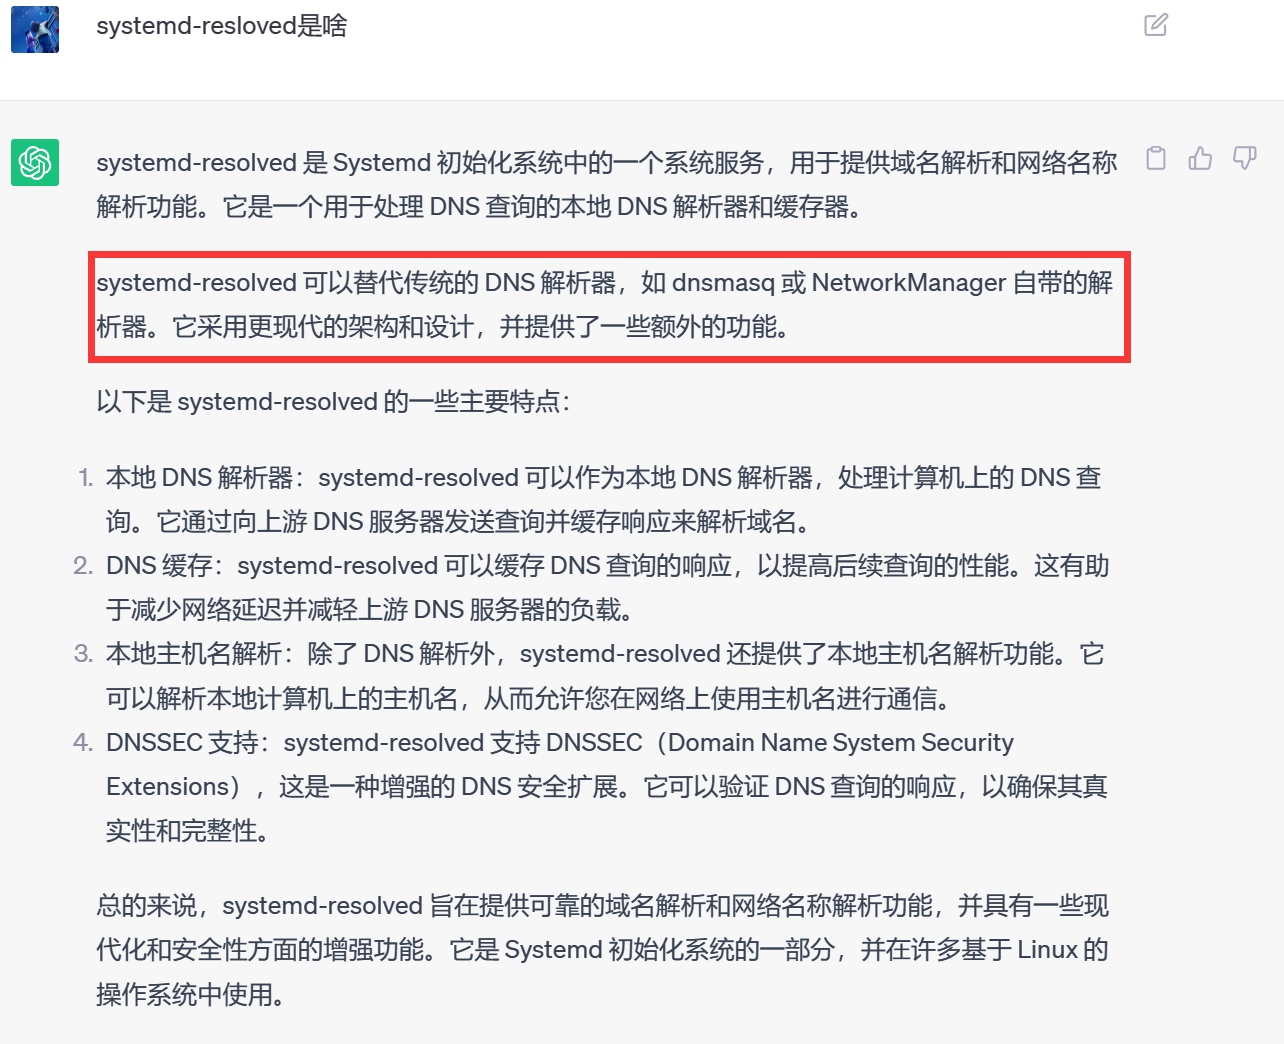 systemd-resloved是啥
systemd-resolved 是 Systemd 初始化系统中的一个系统服务，用于提供域名解析和网络名称
解析功能。它是一个用于处理 DNS 查询的本地 DNS 解析器和缓存器。
systemd-resolved 可以替代传统的 DNS 解析器，如 dnsmasq 或 NetworkManager 自带的解
析器。它采用更现代的架构和设计，并提供了一些额外的功能。
以下是 systemd-resolved 的一些主要特点：
1. 本地 DNS 解析器：systemd-resolved 可以作为本地 DNS 解析器，处理计算机上的 DNS 查
询。它通过向上游 DNS 服务器发送查询并缓存响应来解析域名。
2. DNS 缓存：systemd-resolved 可以缓存 DNS 查询的响应，以提高后续查询的性能。这有助
于减少网络延迟并减轻上游 DNS 服务器的负载。
3. 本地主机名解析：除了 DNS 解析外，systemd-resolved 还提供了本地主机名解析功能。它
可以解析本地计算机上的主机名，从而允许您在网络上使用主机名进行通信。
4. DNSSEC 支持：systemd-resolved 支持 DNSSEC（Domain Name System Security
Extensions），这是一种增强的 DNS 安全扩展。它可以验证 DNS 查询的响应，以确保其真
实性和完整性。
总的来说，systemd-resolved 旨在提供可靠的域名解析和网络名称解析功能，并具有一些现
代化和安全性方面的增强功能。它是 Systemd 初始化系统的一部分，并在许多基于 Linux 的
操作系统中使用。